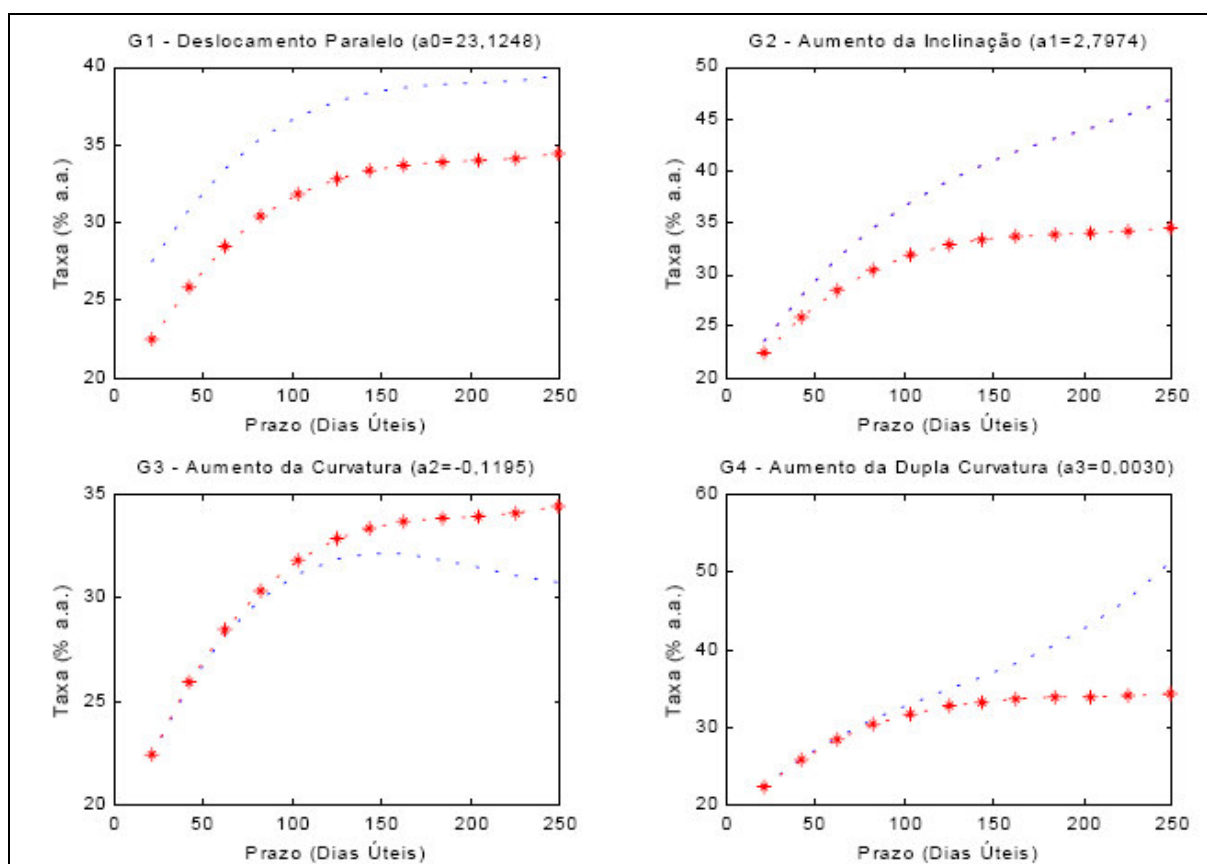 G1 - Deslocamento Paralelo (a0=23,1248)
40
35
30
25
20
Taxa (% a.a.)
0 50 100 150 200 250
Prazo (Dias Úteis)
G2 - Aumento da Inclinação (a1=2,7974)
50
45
40
35
30
25
20
Taxa (% a.a.)
0 50 100 150 200 250
Prazo (Dias Úteis)
G3 - Aumento da Curvatura (a2=-0,1195)
35
30
25
20
Taxa (% a.a.)
0 50 100 150 200 250
Prazo (Dias Úteis)
G4 - Aumento da Dupla Curvatura (a3=0,0030)
60
50
40
30
20
Taxa (% a.a.)
0 50 100 150 200 250
Prazo (Dias Úteis)